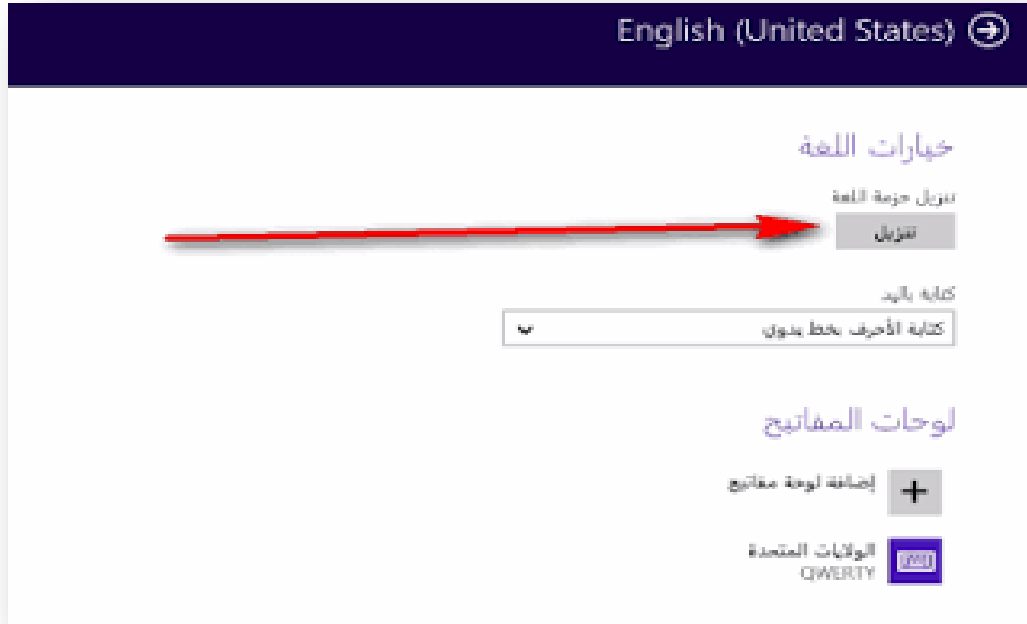 English (United States)
خيارات اللغة
تنزيل حزمة اللغة
تنزيل
كتابة باليد
كتابة الأحرف بخط يدوي
لوحات المفاتيح
إضافة لوحة مفاتيح
الولايات المتحدة
QWERTY